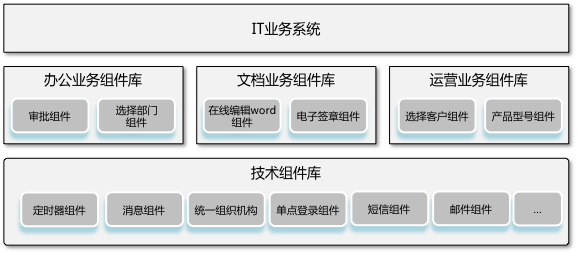 IT业务系统
办公业务组件库
文档业务组件库
运营业务组件库
审批组件
选择部门
组件
在线编辑word
组件
电子签章组件
选择客户组件
产品型号组件
技术组件库
定时器组件
消息组件
统一组织机构
单点登录组件
短信组件
邮件组件
...